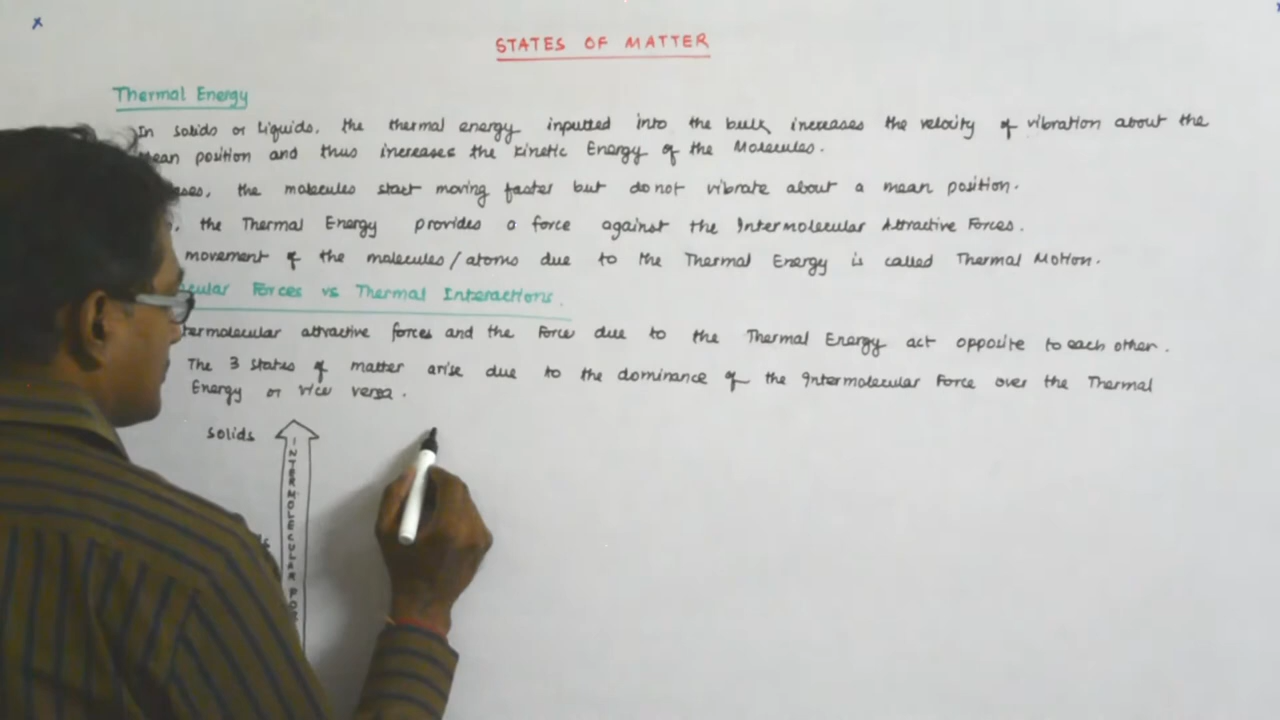 STATES OF MATTER
Thermal Energy
In solids or Liquids, the thermal energy inputted into the bulk increases the velocity of vibration about the
mean position and thus increases the Kinetic Energy of the Molecules.
the molecules start moving faster but do not vibrate about a mean position.
the Thermal Energy provides a force against the Intermolecular Attractive Forces.
movement of the molecules/atoms due to the Thermal Energy is called Thermal Motion.
Forces vs Thermal Interactions.
attractive forces and the Force due to the Thermal Energy act opposite to each other.
The 3 States of matter arise due to the dominance of the Intermolecular Force over the Thermal
Energy or vice versa.
Solids
INTERMOLECULAR